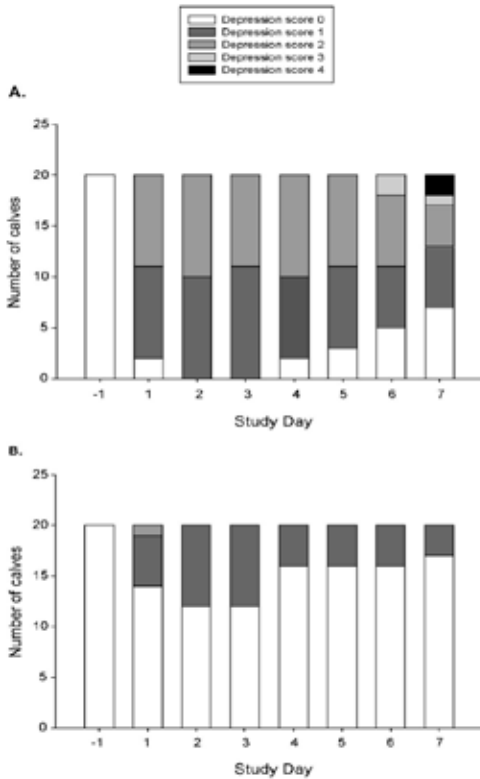 Depression score 0
Depression score 1
Depression score 2
Depression score 3
Depression score 4
A.
25
20
15
10
5
0
Number of calves
-1 1 2 3 4 5 6 7
Study Day
B.
25
20
15
10
5
0
Number of calves
-1 1 2 3 4 5 6 7
Study Day